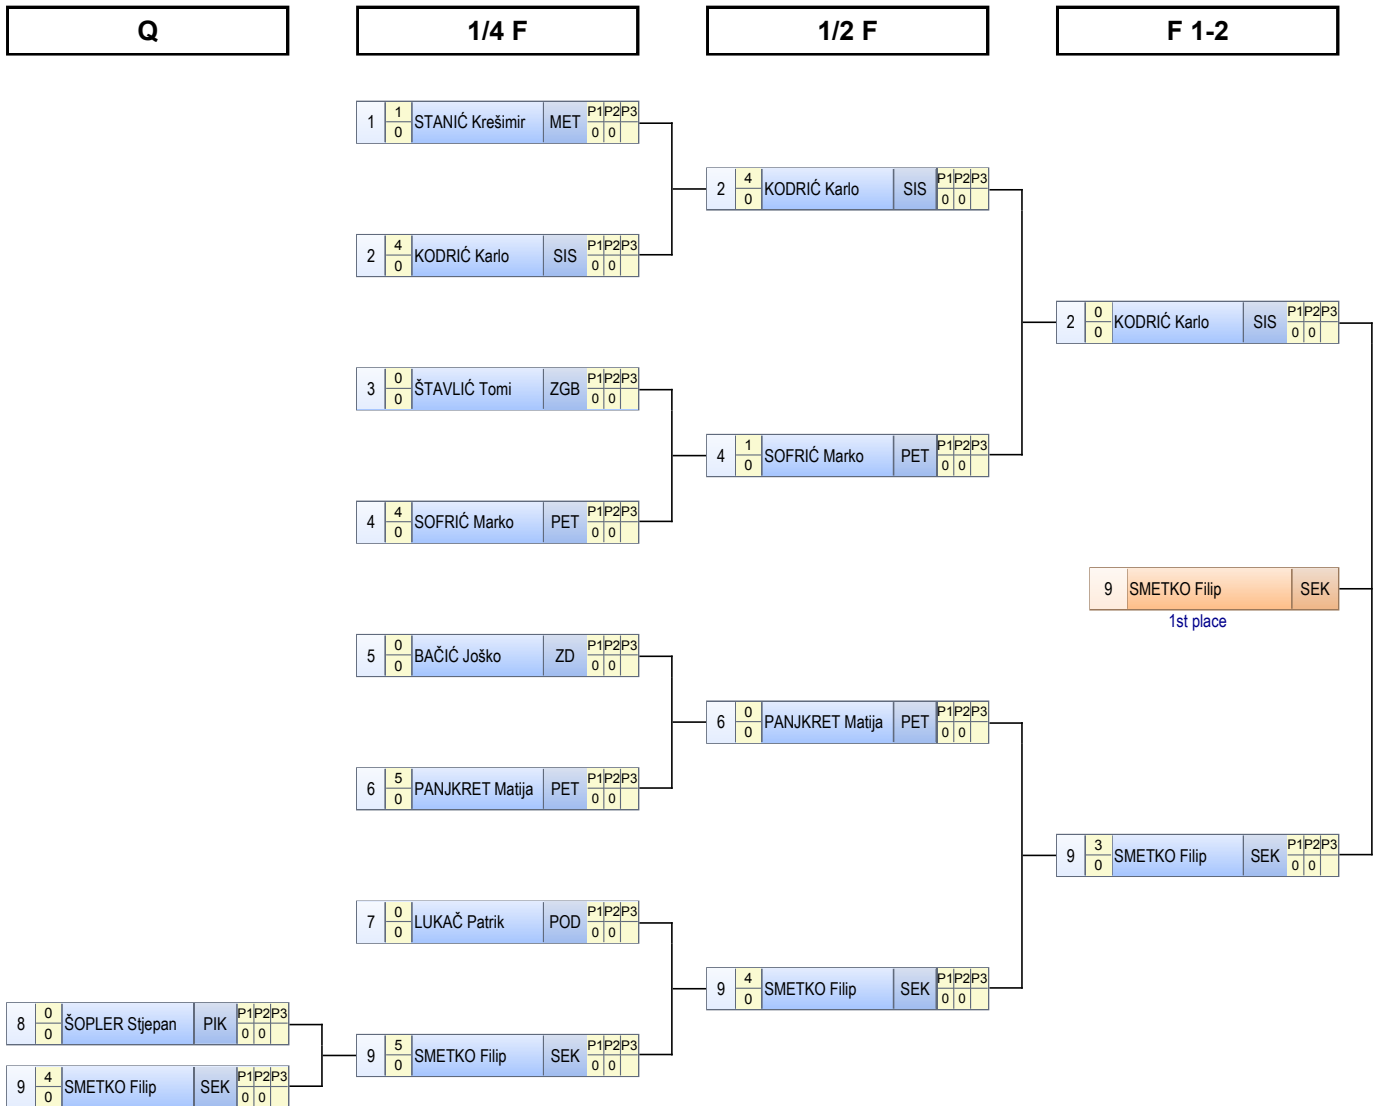 Q 1/4 F 1/2 F F 1-2
1 1 0 STANIĆ Krešimir MET P1 P2 P3 0 0
2 4 0 KODRIĆ Karlo SIS P1 P2 P3 0 0
2 4 0 KODRIĆ Karlo SIS P1 P2 P3 0 0
2 0 0 KODRIĆ Karlo SIS P1 P2 P3 0 0
3 0 0 ŠTAVLIĆ Tomi ZGB P1 P2 P3 0 0
4 1 0 SOFRIĆ Marko PET P1 P2 P3 0 0
4 4 0 SOFRIĆ Marko PET P1 P2 P3 0 0
9 SMETKO Filip SEK
1st place
5 0 0 BAČIĆ Joško ZD P1 P2 P3 0 0
6 0 0 PANJKRET Matija PET P1 P2 P3 0 0
6 5 0 PANJKRET Matija PET P1 P2 P3 0 0
9 3 0 SMETKO Filip SEK P1 P2 P3 0 0
7 0 0 LUKAČ Patrik POD P1 P2 P3 0 0
9 4 0 SMETKO Filip SEK P1 P2 P3 0 0
8 0 0 ŠOPLER Stjepan PIK P1 P2 P3 0 0
9 5 0 SMETKO Filip SEK P1 P2 P3 0 0
9 4 0 SMETKO Filip SEK P1 P2 P3 0 0